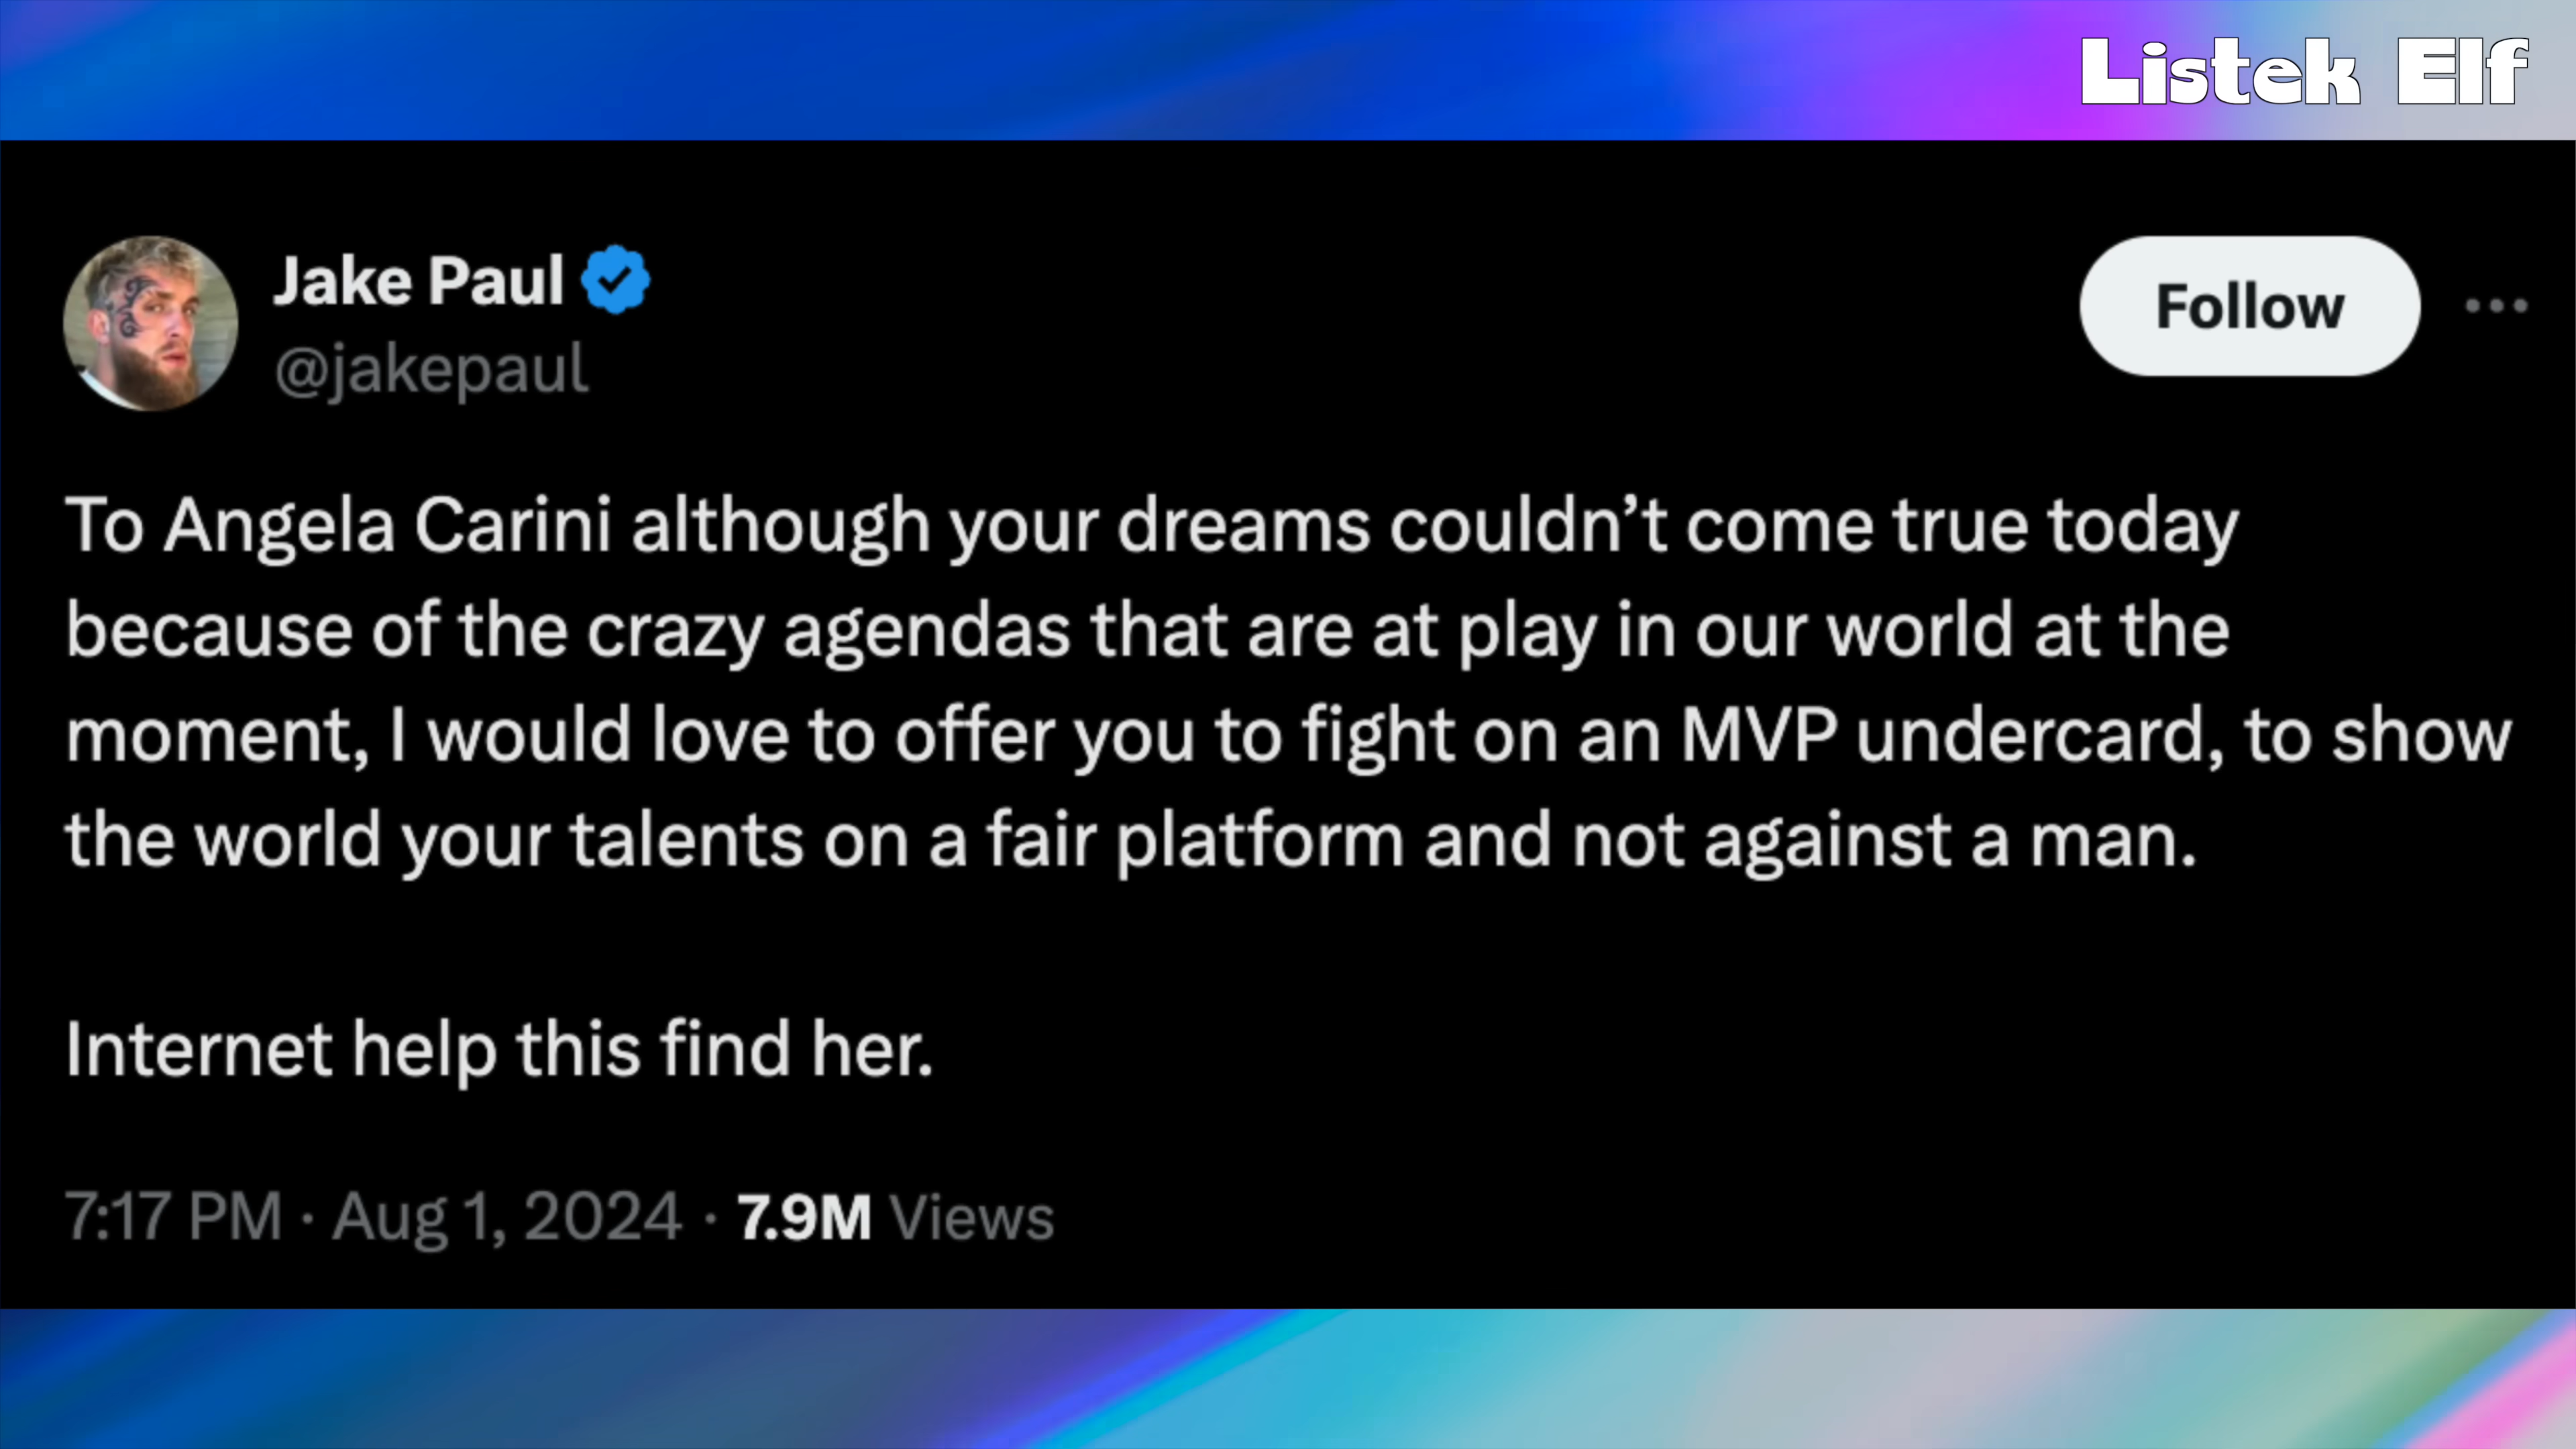 Listek Elf
Jake Paul
@jakepaul
Follow
To Angela Carini although your dreams couldn’t come true today
because of the crazy agendas that are at play in our world at the
moment, I would love to offer you to fight on an MVP undercard, to show
the world your talents on a fair platform and not against a man.
Internet help this find her.
7:17 PM · Aug 1, 2024 · 7.9M Views